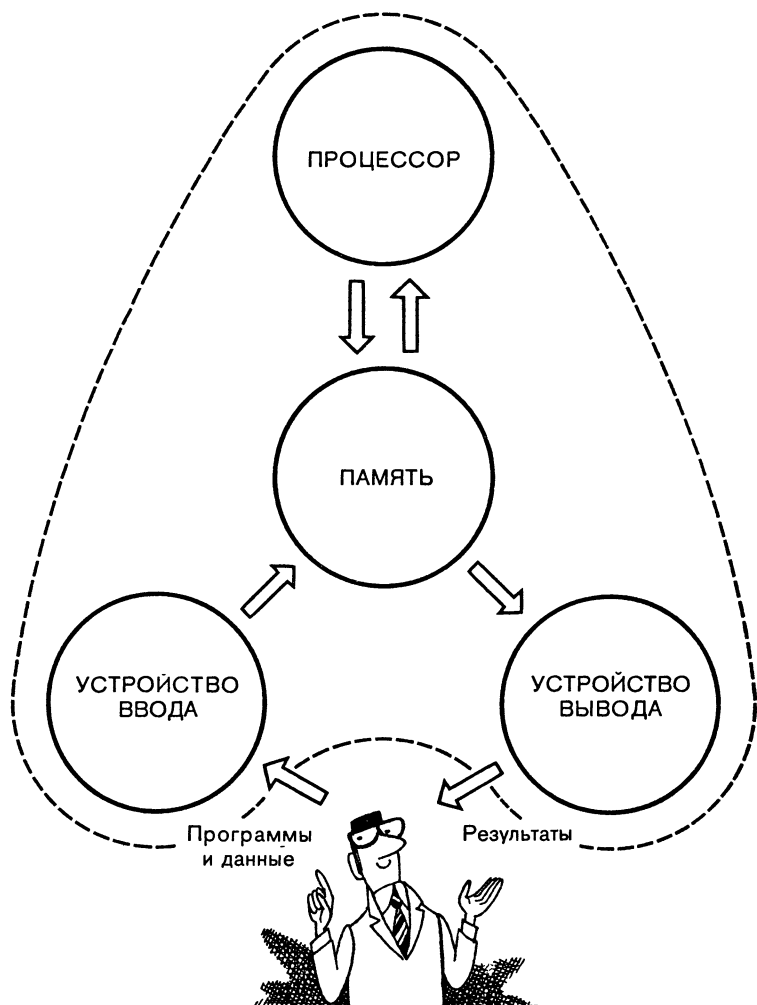 ПРОЦЕССОР
ПАМЯТЬ
УСТРОЙСТВО
ВВОДА
УСТРОЙСТВО
ВЫВОДА
Программы
и данные
Результаты